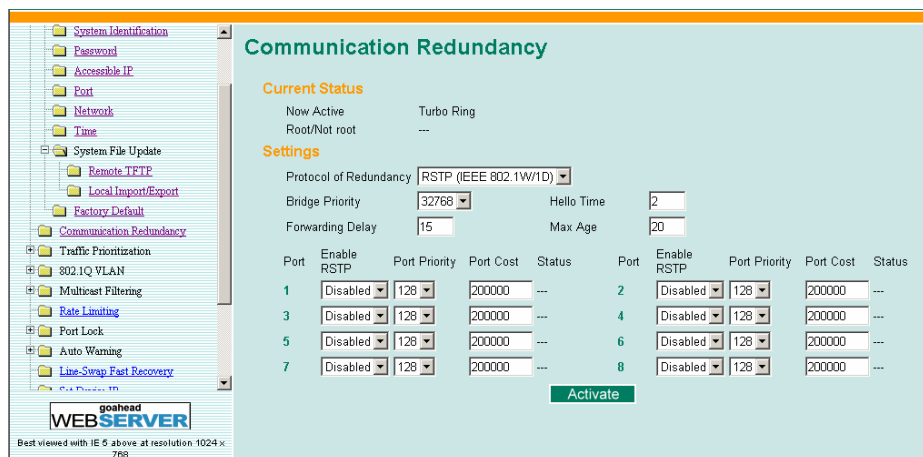 System Identification
Password
Accessible IP
Port
Network
Time
System File Update
Remote TFTP
Local Import/Export
Factory Default
Communication Redundancy
Traffic Prioritization
802.1Q VLAN
Multicast Filtering
Rate Limiting
Port Lock
Auto Warning
Line-Swap Fast Recovery
Set Device IP
goahead
WEBSERVER
Best viewed with IE 5 above at resolution 1024 x
768
Communication Redundancy
Current Status
Now Active Turbo Ring
Root/Not root ---
Settings
Protocol of Redundancy RSTP (IEEE 802.1W/1D)
Bridge Priority 32768 Hello Time 2
Forwarding Delay 15 Max Age 20
Port Enable RSTP Port Priority Port Cost Status Port Enable RSTP Port Priority Port Cost Status
1 Disabled 128 200000 --- 2 Disabled 128 200000 ---
3 Disabled 128 200000 --- 4 Disabled 128 200000 ---
5 Disabled 128 200000 --- 6 Disabled 128 200000 ---
7 Disabled 128 200000 --- 8 Disabled 128 200000 ---
Activate